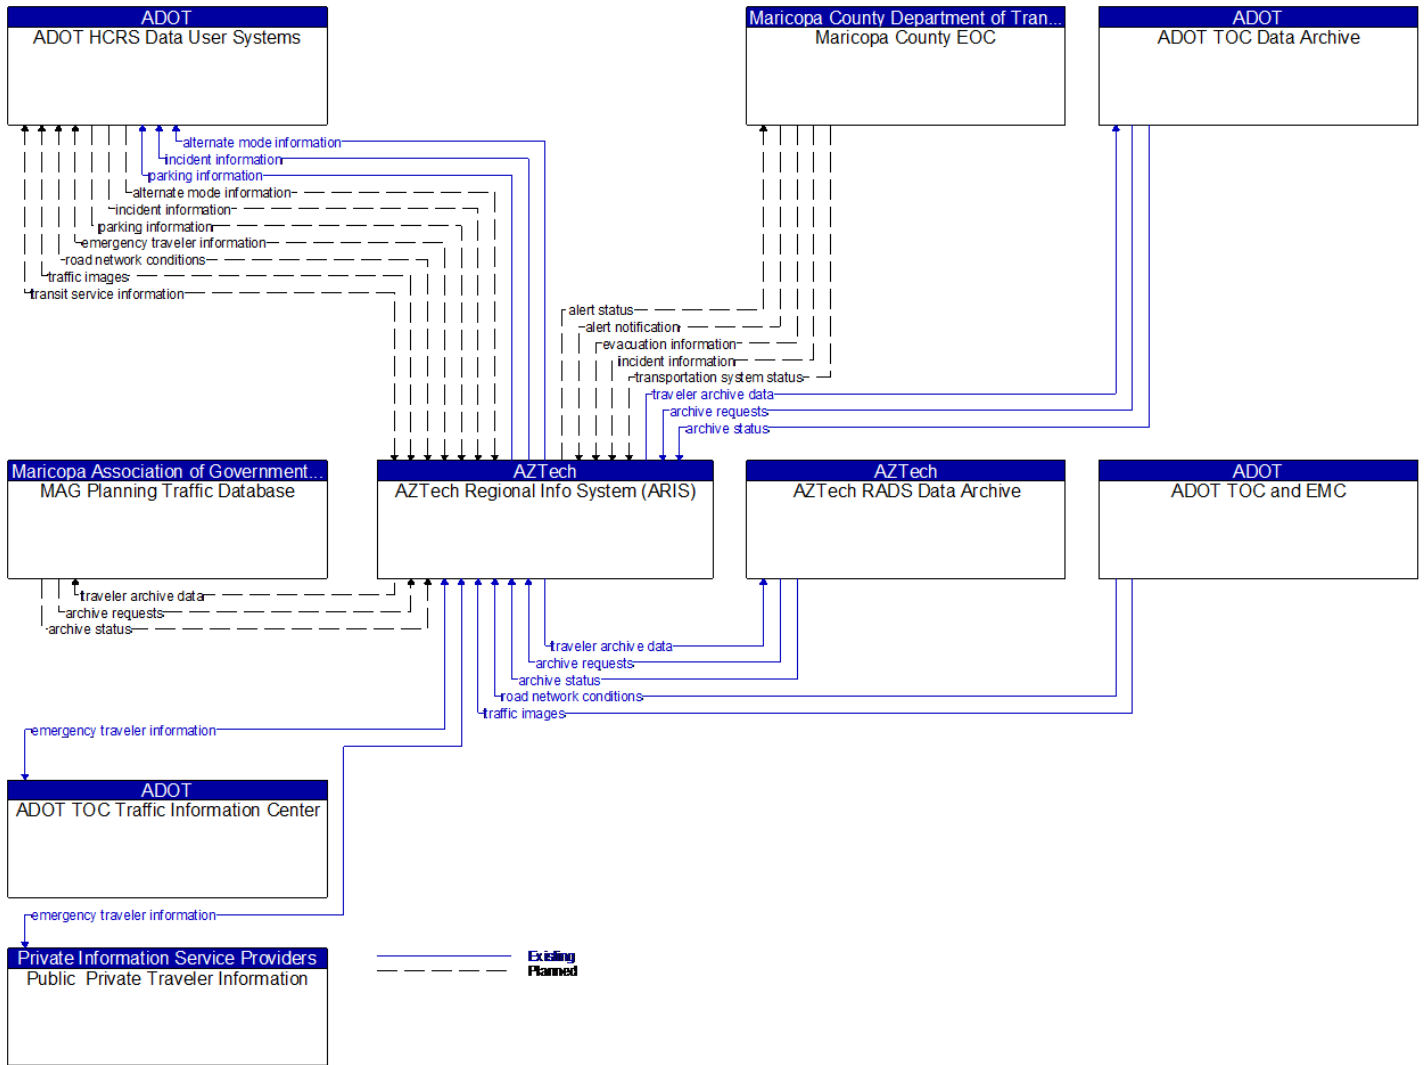 ADOT
ADOT HCRS Data User Systems
Maricopa County Department of Tran...
Maricopa County EOC
ADOT
ADOT TOC Data Archive
alternate mode information
incident information
parking information
alternate mode information
incident information
parking information
emergency traveler information
road network conditions
traffic images
transit service information
alert status
alert notification
evacuation information
incident information
transportation system status
traveler archive data
archive requests
archive status
Maricopa Association of Government...
MAG Planning Traffic Database
AZTech
AZTech Regional Info System (ARIS)
AZTech
AZTech RADS Data Archive
ADOT
ADOT TOC and EMC
traveler archive data
archive requests
archive status
traveler archive data
archive requests
archive status
road network conditions
traffic images
emergency traveler information
ADOT
ADOT TOC Traffic Information Center
emergency traveler information
Private Information Service Providers
Public Private Traveler Information
Existing
Planned